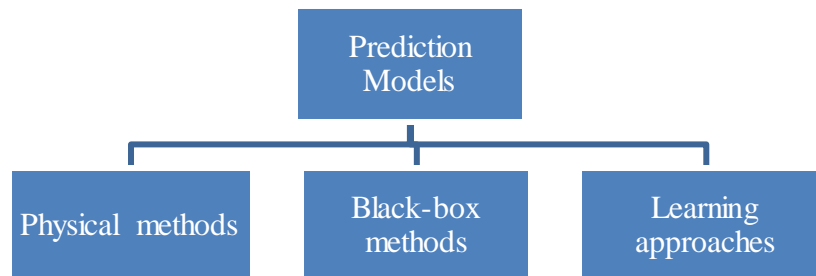 Prediction
Models
Physical methods
Black-box
methods
Learning
approaches